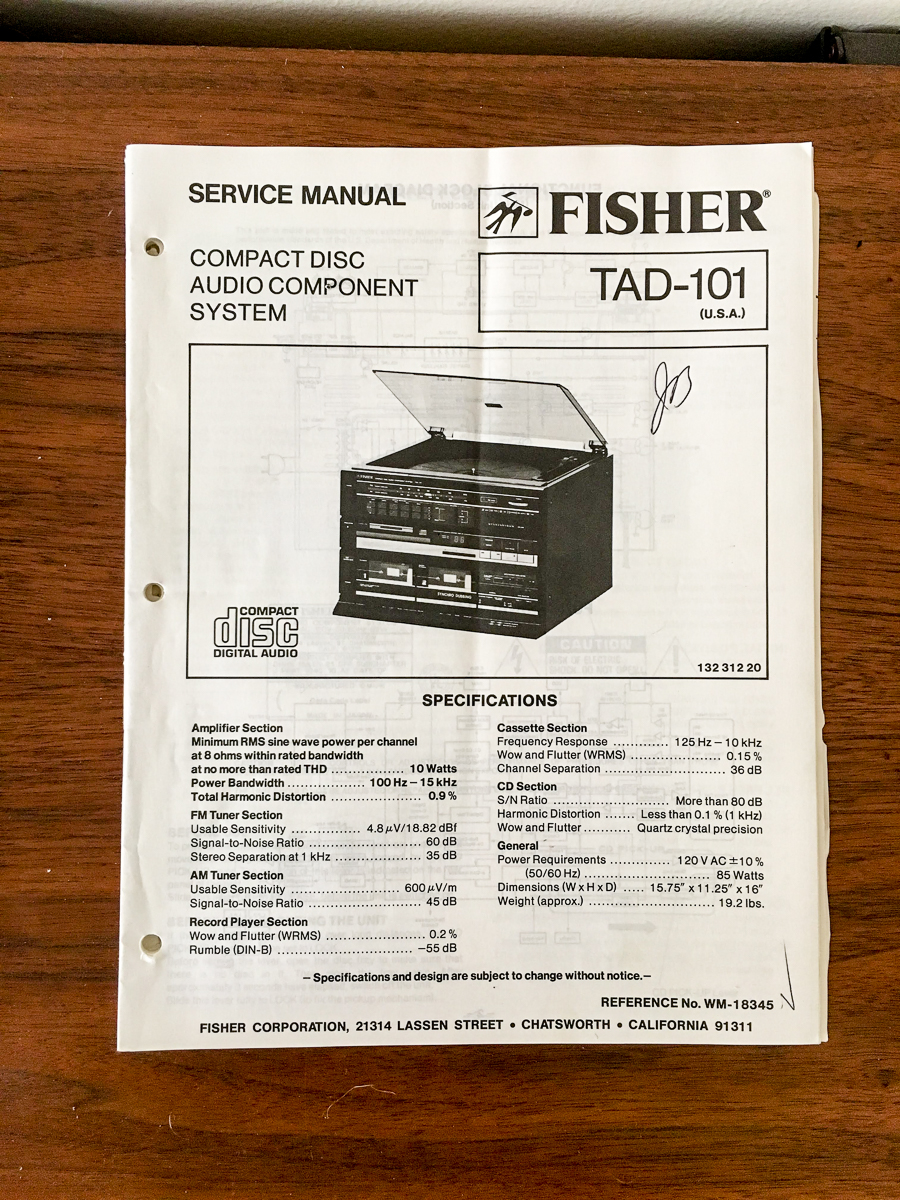 SERVICE MANUAL
FISHER®
COMPACT DISC
AUDIO COMPONENT
SYSTEM
TAD-101
(U.S.A.)
JB
FISHER
SYNCHRO DUBBING
COMPACT
disc
DIGITAL AUDIO
132 312 20
SPECIFICATIONS
Amplifier Section
Minimum RMS sine wave power per channel
at 8 ohms within rated bandwidth
at no more than rated THD ................ 10 Watts
Power Bandwidth ................ 100 Hz – 15 kHz
Total Harmonic Distortion ................... 0.9 %
FM Tuner Section
Usable Sensitivity .............. 4.8 µV/18.82 dBf
Signal-to-Noise Ratio ........................ 60 dB
Stereo Separation at 1 kHz .................. 35 dB
AM Tuner Section
Usable Sensitivity ...................... 600 µV/m
Signal-to-Noise Ratio ........................ 45 dB
Record Player Section
Wow and Flutter (WRMS) ..................... 0.2 %
Rumble (DIN-B) ............................ –55 dB
Cassette Section
Frequency Response ............ 125 Hz – 10 kHz
Wow and Flutter (WRMS) .................... 0.15 %
Channel Separation .......................... 36 dB
CD Section
S/N Ratio ........................ More than 80 dB
Harmonic Distortion ....... Less than 0.1 % (1 kHz)
Wow and Flutter ........... Quartz crystal precision
General
Power Requirements ............. 120 V AC ±10 %
(50/60 Hz) ........................... 85 Watts
Dimensions (W x H x D) ..... 15.75″ x 11.25″ x 16″
Weight (approx.) .......................... 19.2 lbs.
– Specifications and design are subject to change without notice.–
REFERENCE No. WM-18345
FISHER CORPORATION, 21314 LASSEN STREET • CHATSWORTH • CALIFORNIA 91311